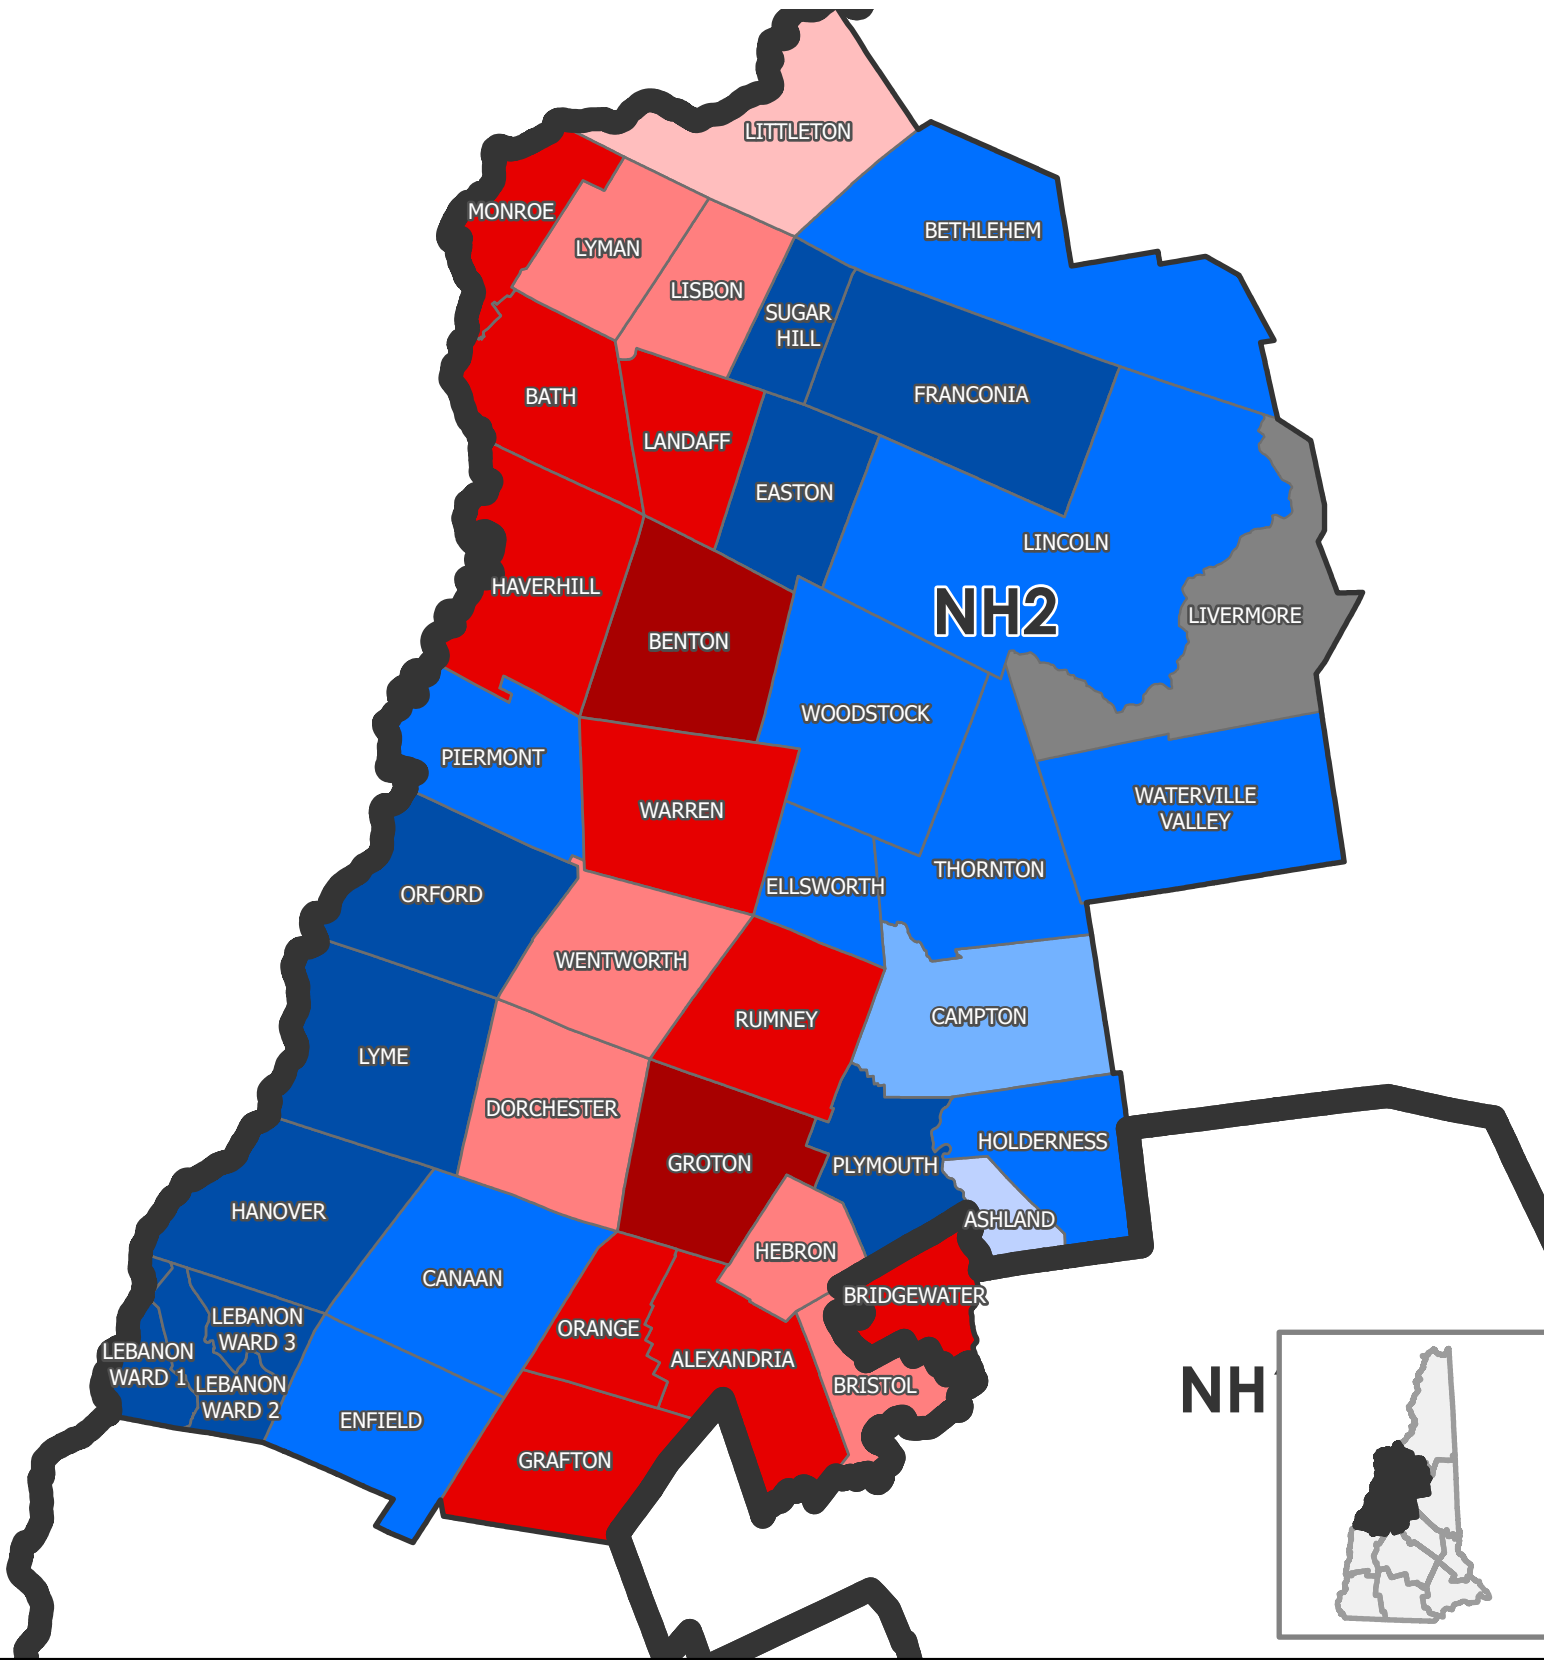 LITTLETON
MONROE
BETHLEHEM
LYMAN
LISBON
SUGAR
HILL
BATH
FRANCONIA
LANDAFF
EASTON
LINCOLN
HAVERHILL
NH2
LIVERMORE
BENTON
WOODSTOCK
PIERMONT
WATERVILLE
VALLEY
WARREN
THORNTON
ELLSWORTH
ORFORD
WENTWORTH
CAMPTON
RUMNEY
LYME
DORCHESTER
HOLDERNESS
GROTON
PLYMOUTH
HANOVER
ASHLAND
HEBRON
CANAAN
BRIDGEWATER
LEBANON
WARD 3
ORANGE
LEBANON
WARD 1
ALEXANDRIA
LEBANON
WARD 2
BRISTOL
NH
ENFIELD
GRAFTON